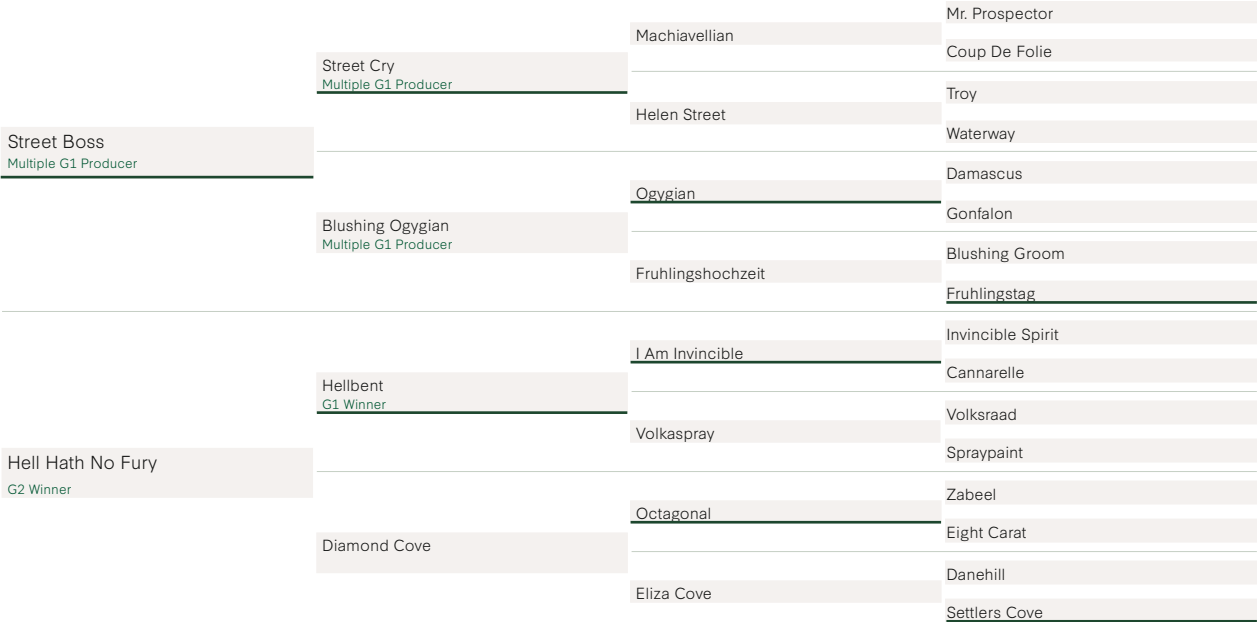 Street Boss
Multiple G1 Producer
Hell Hath No Fury
G2 Winner
Street Cry
Multiple G1 Producer
Blushing Ogygian
Multiple G1 Producer
Hellbent
G1 Winner
Diamond Cove
Machiavellian
Helen Street
Ogygian
Fruhlingshochzeit
I Am Invincible
Volkaspray
Octagonal
Eliza Cove
Mr. Prospector
Coup De Folie
Troy
Waterway
Damascus
Gonfalon
Blushing Groom
Fruhlingstag
Invincible Spirit
Cannarelle
Volksraad
Spraypaint
Zabeel
Eight Carat
Danehill
Settlers Cove